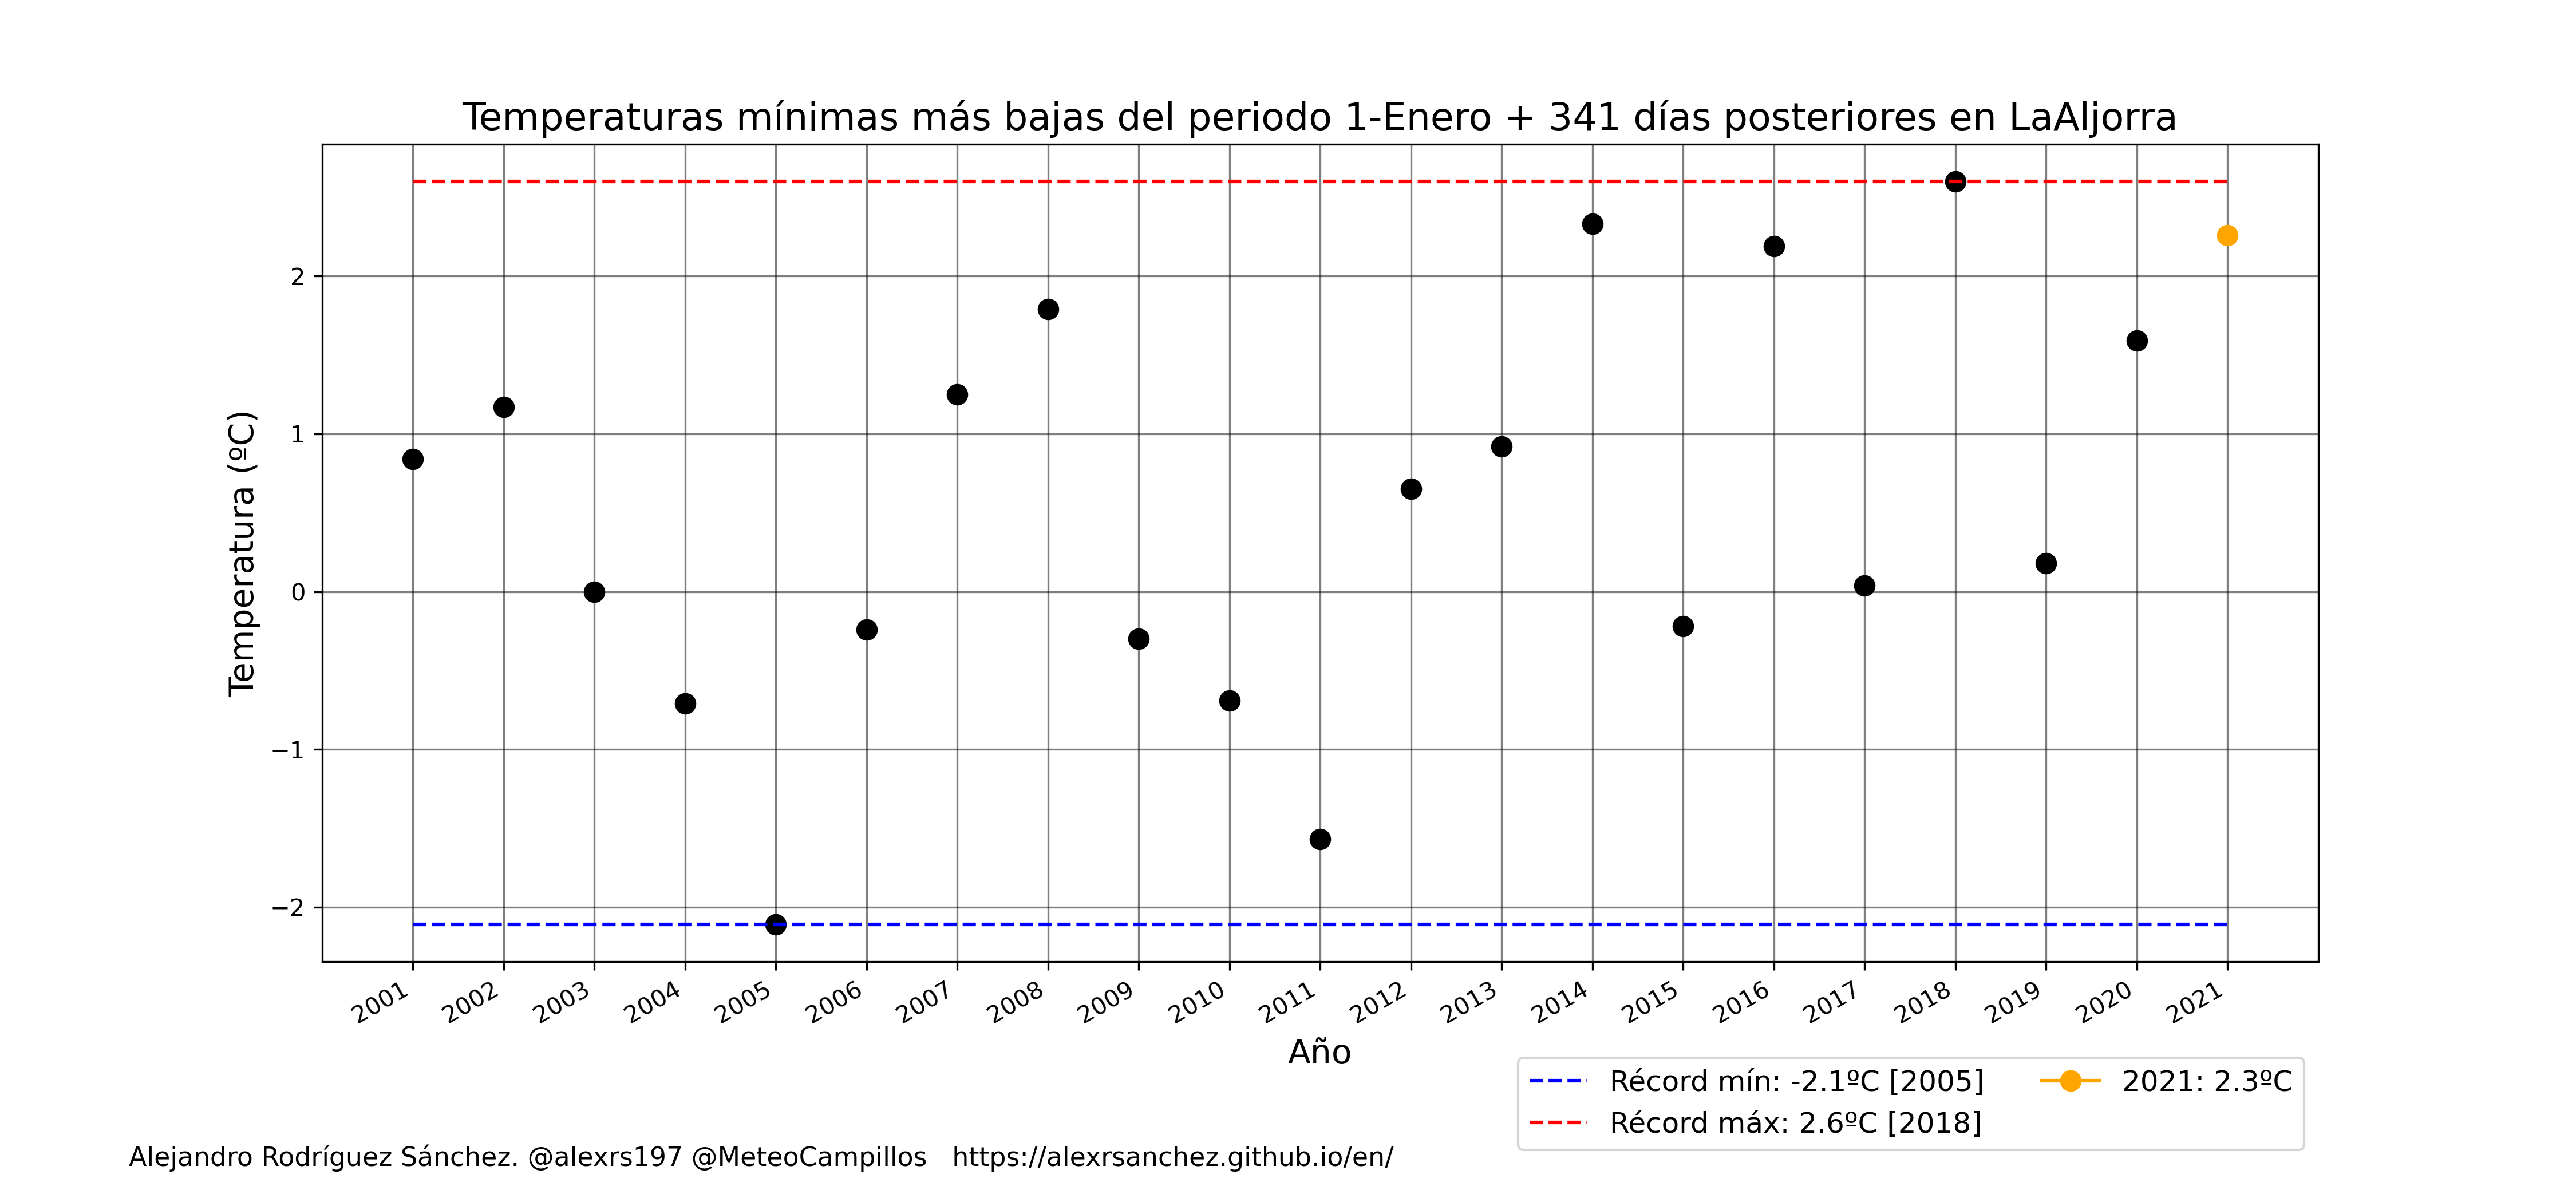 Temperaturas mínimas más bajas del periodo 1-Enero + 341 días posteriores en LaAljorra
Temperatura (ºC)
2
1
0
−1
−2
2001 2002 2003 2004 2005 2006 2007 2008 2009 2010 2011 2012 2013 2014 2015 2016 2017 2018 2019 2020 2021
Año
Récord mín: -2.1ºC [2005]
Récord máx: 2.6ºC [2018]
2021: 2.3ºC
Alejandro Rodríguez Sánchez. @alexrs197 @MeteoCampillos https://alexrsanchez.github.io/en/